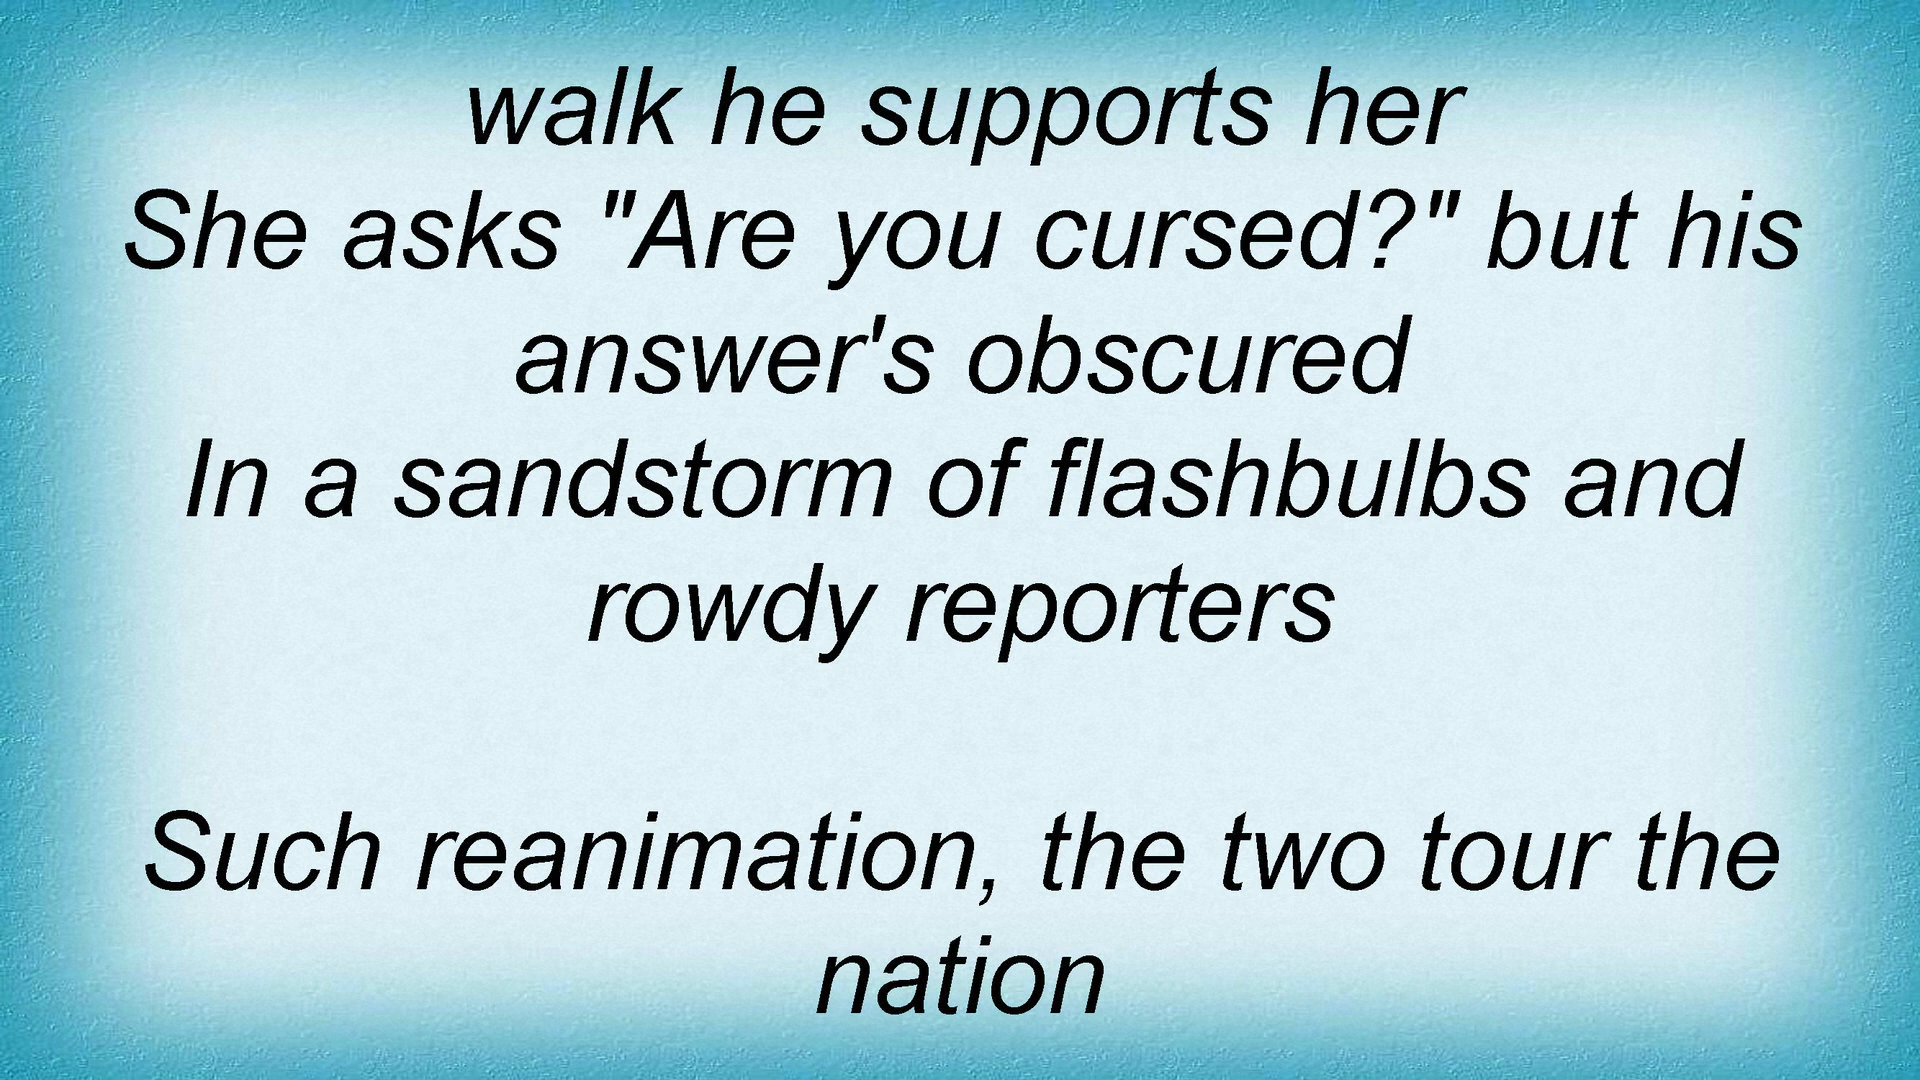 walk he supports her
She asks "Are you cursed?" but his
answer's obscured
In a sandstorm of flashbulbs and
rowdy reporters
Such reanimation, the two tour the
nation